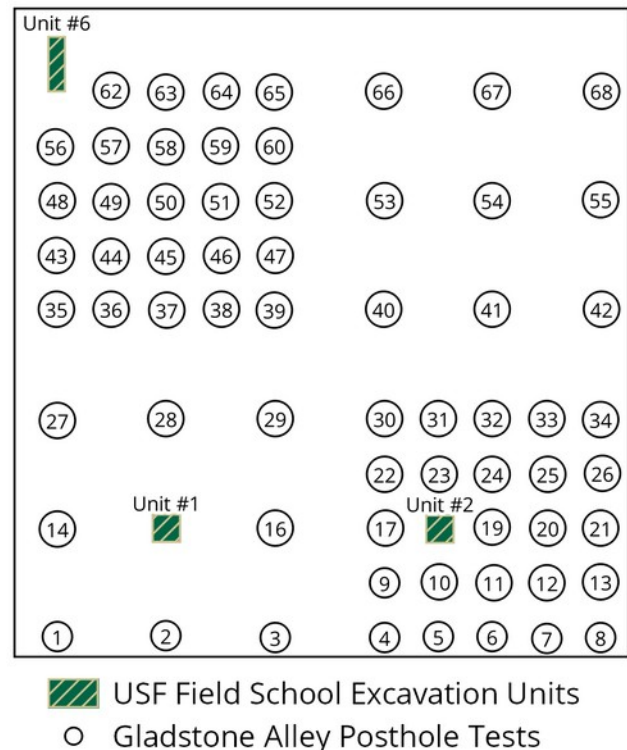 Unit #6
62 63 64 65 66 67 68
56 57 58 59 60
48 49 50 51 52 53 54 55
43 44 45 46 47
35 36 37 38 39 40 41 42
27 28 29 30 31 32 33 34
22 23 24 25 26
Unit #1 Unit #2
14 16 17 19 20 21
9 10 11 12 13
1 2 3 4 5 6 7 8
USF Field School Excavation Units
Gladstone Alley Posthole Tests